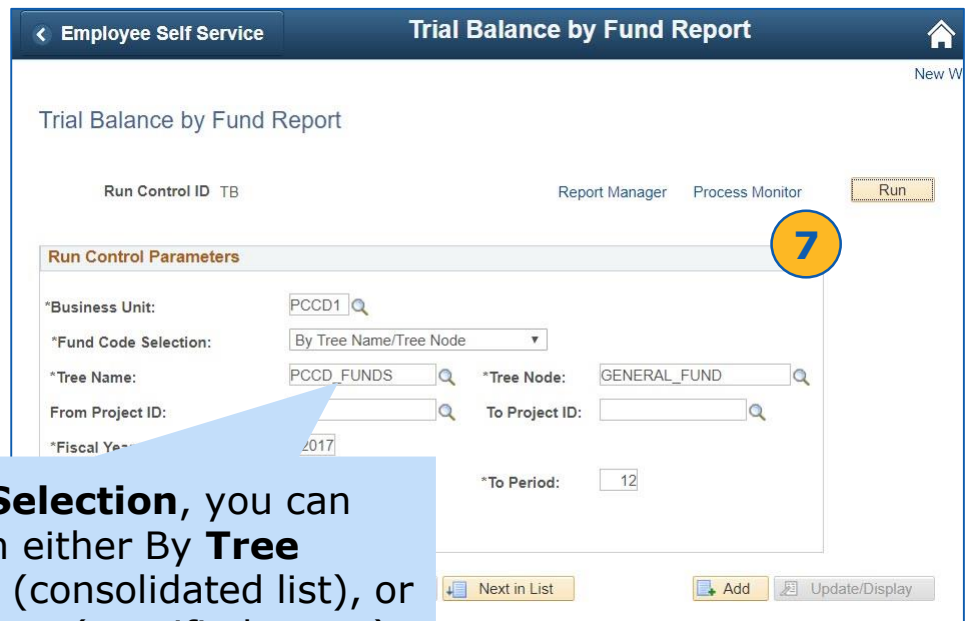 Employee Self Service Trial Balance by Fund Report
New W
Trial Balance by Fund Report
Run Control ID TB Report Manager Process Monitor Run
7
Run Control Parameters
*Business Unit: PCCD1
*Fund Code Selection: By Tree Name/Tree Node
*Tree Name: PCCD_FUNDS *Tree Node: GENERAL_FUND
From Project ID: To Project ID:
*Fiscal Year 2017
*To Period: 12
Selection, you can
either By Tree
(consolidated list), or
Next in List Add Update/Display